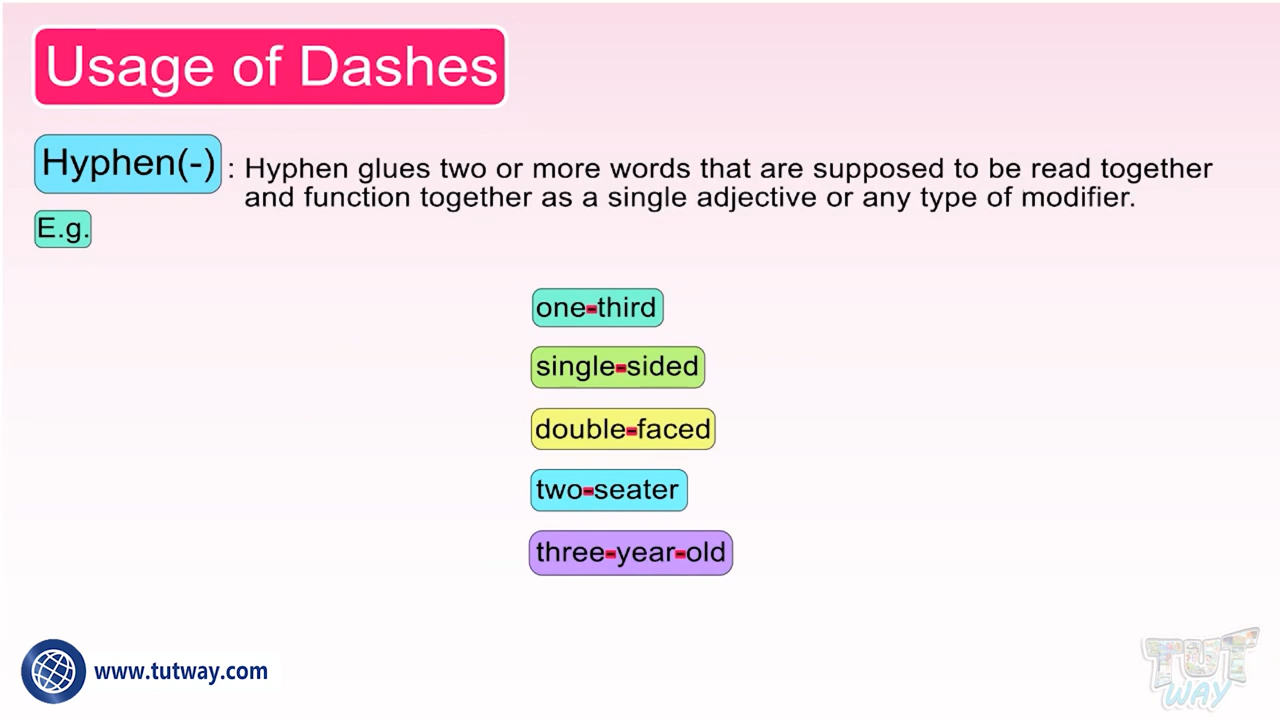 Usage of Dashes
Hyphen(-) : Hyphen glues two or more words that are supposed to be read together
and function together as a single adjective or any type of modifier.
E.g.
one-third
single-sided
double-faced
two-seater
three-year-old
www.tutway.com
TUT
WAY